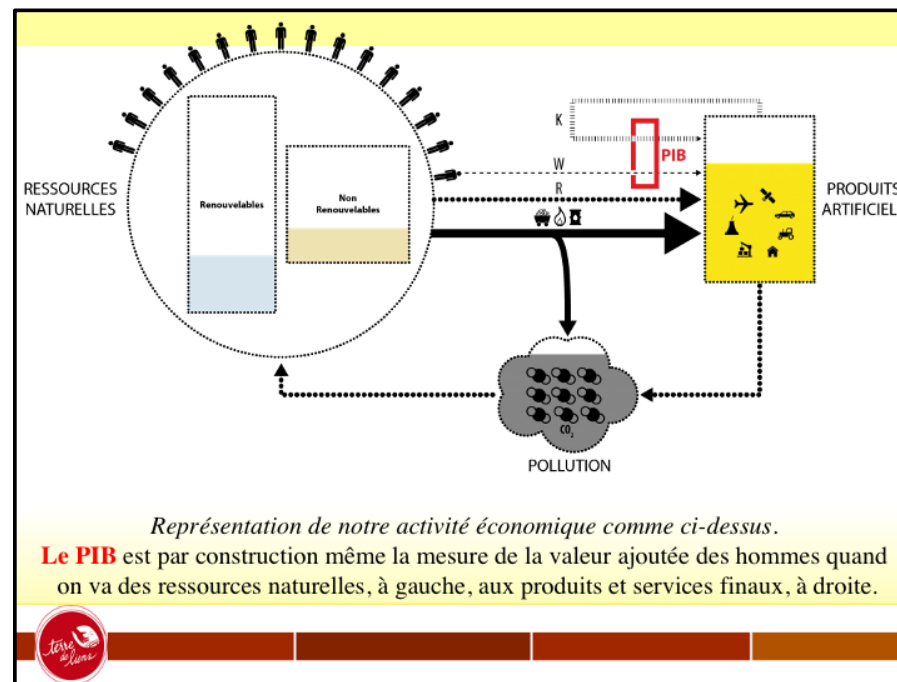 RESSOURCES
NATURELLES
Renouvelables
Non
Renouvelables
K
W
R
PIB
PRODUITS
ARTIFICIEL
CO2
POLLUTION
Représentation de notre activité économique comme ci-dessus.
Le PIB est par construction même la mesure de la valeur ajoutée des hommes quand
on va des ressources naturelles, à gauche, aux produits et services finaux, à droite.
terre
de liens